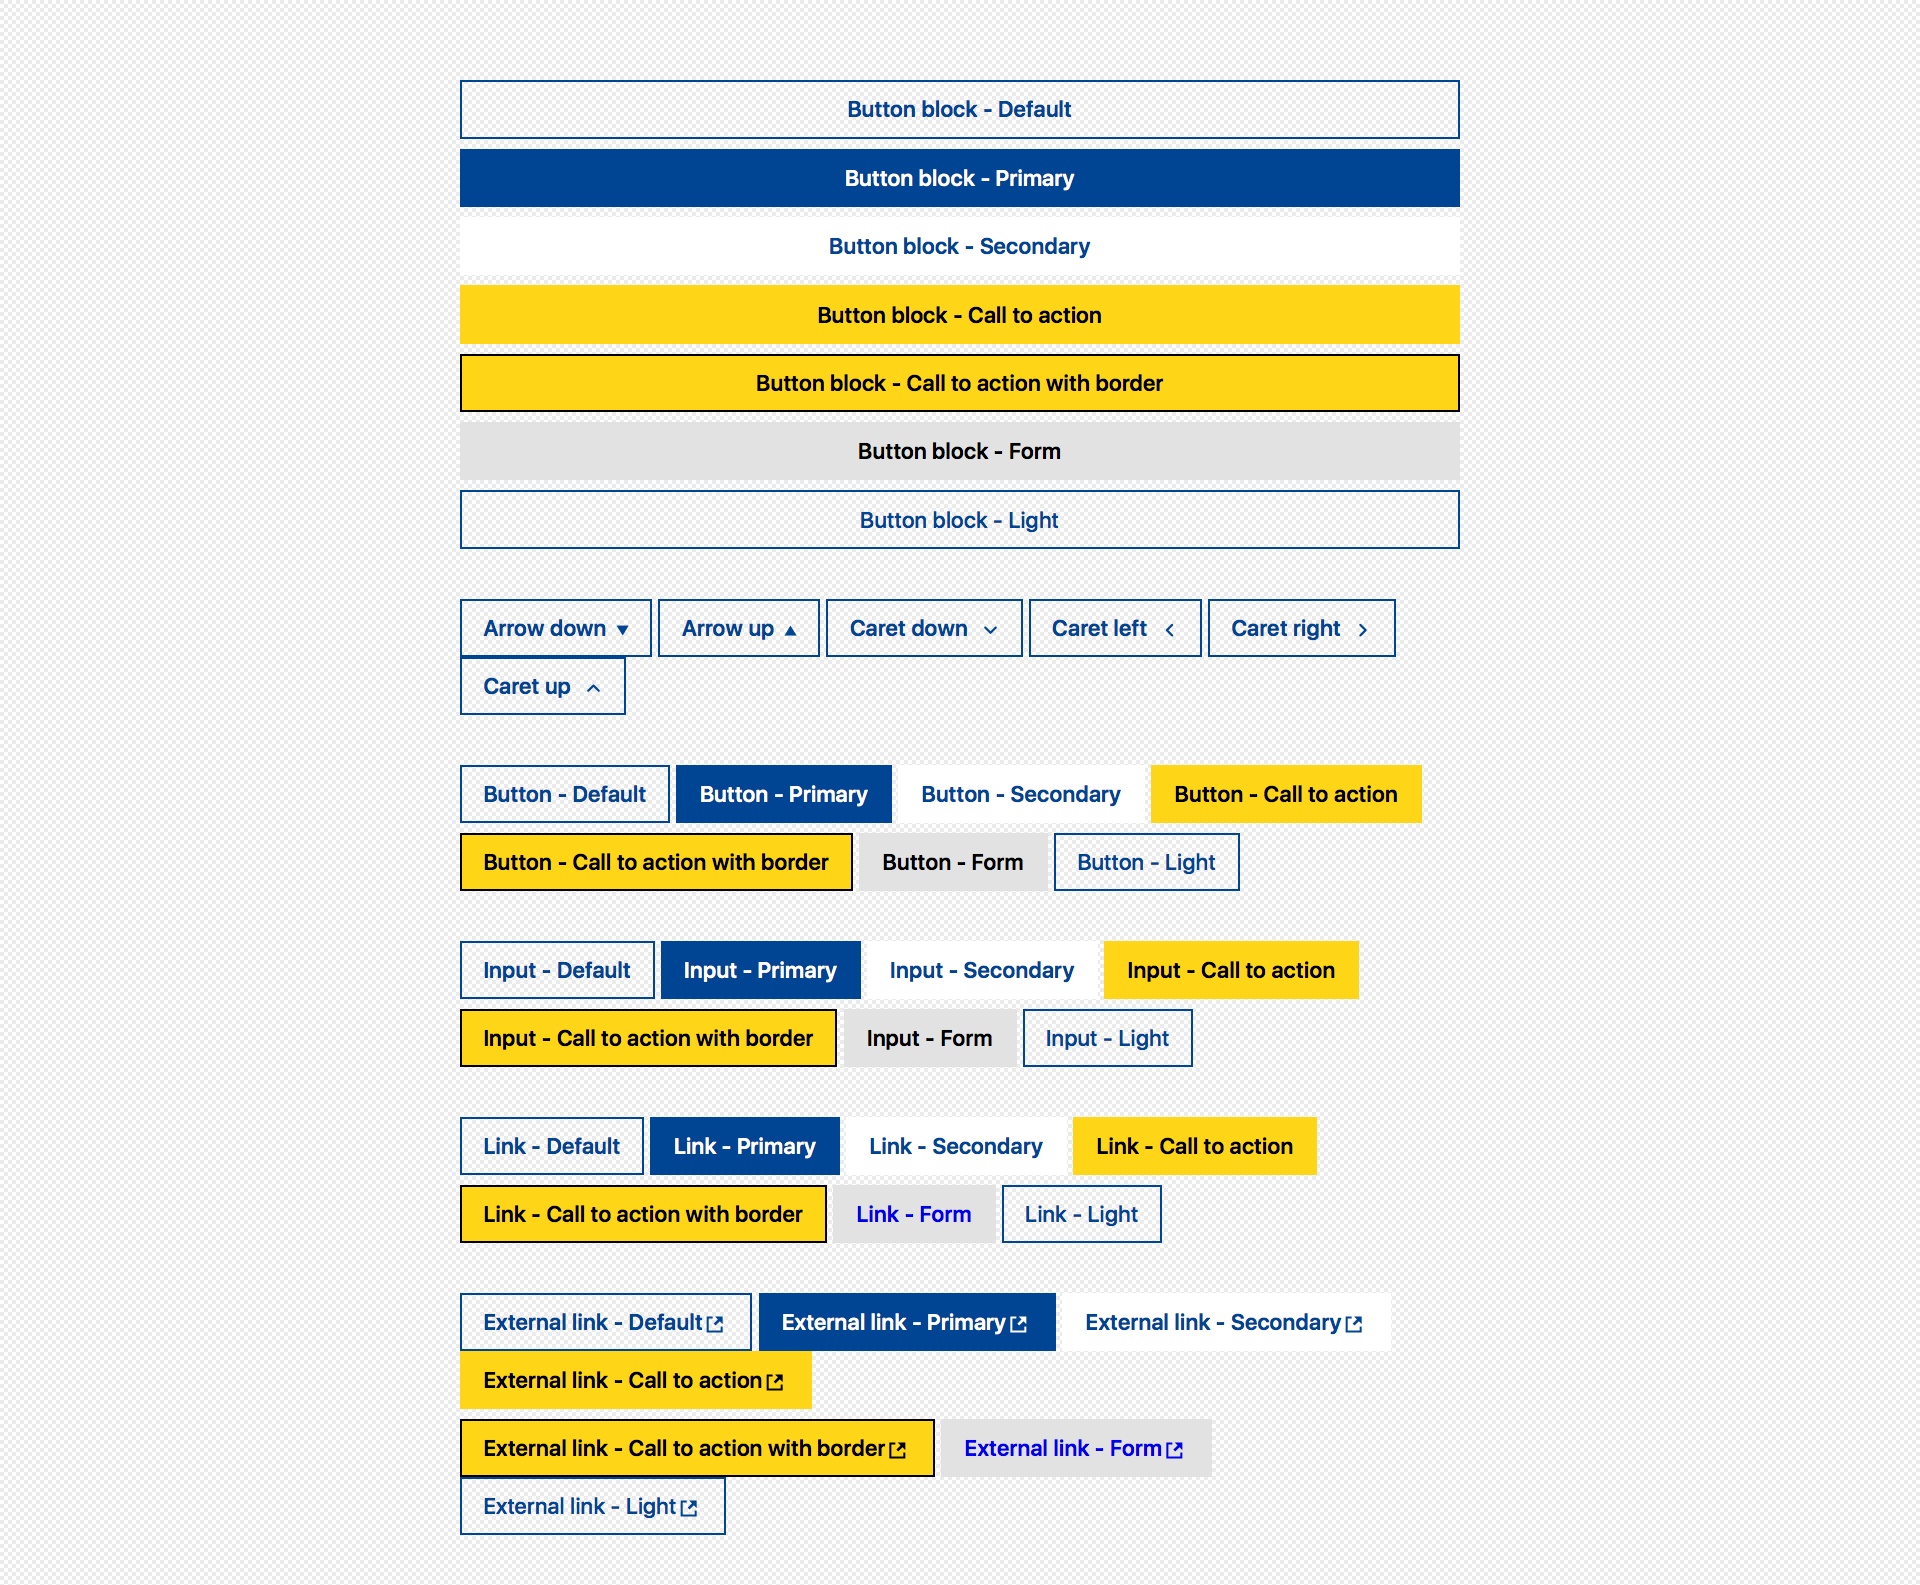 Button block - Default
Button block - Primary
Button block - Secondary
Button block - Call to action
Button block - Call to action with border
Button block - Form
Button block - Light
Arrow down Arrow up Caret down Caret left Caret right
Caret up
Button - Default Button - Primary Button - Secondary Button - Call to action
Button - Call to action with border Button - Form Button - Light
Input - Default Input - Primary Input - Secondary Input - Call to action
Input - Call to action with border Input - Form Input - Light
Link - Default Link - Primary Link - Secondary Link - Call to action
Link - Call to action with border Link - Form Link - Light
External link - Default External link - Primary External link - Secondary
External link - Call to action
External link - Call to action with border External link - Form
External link - Light